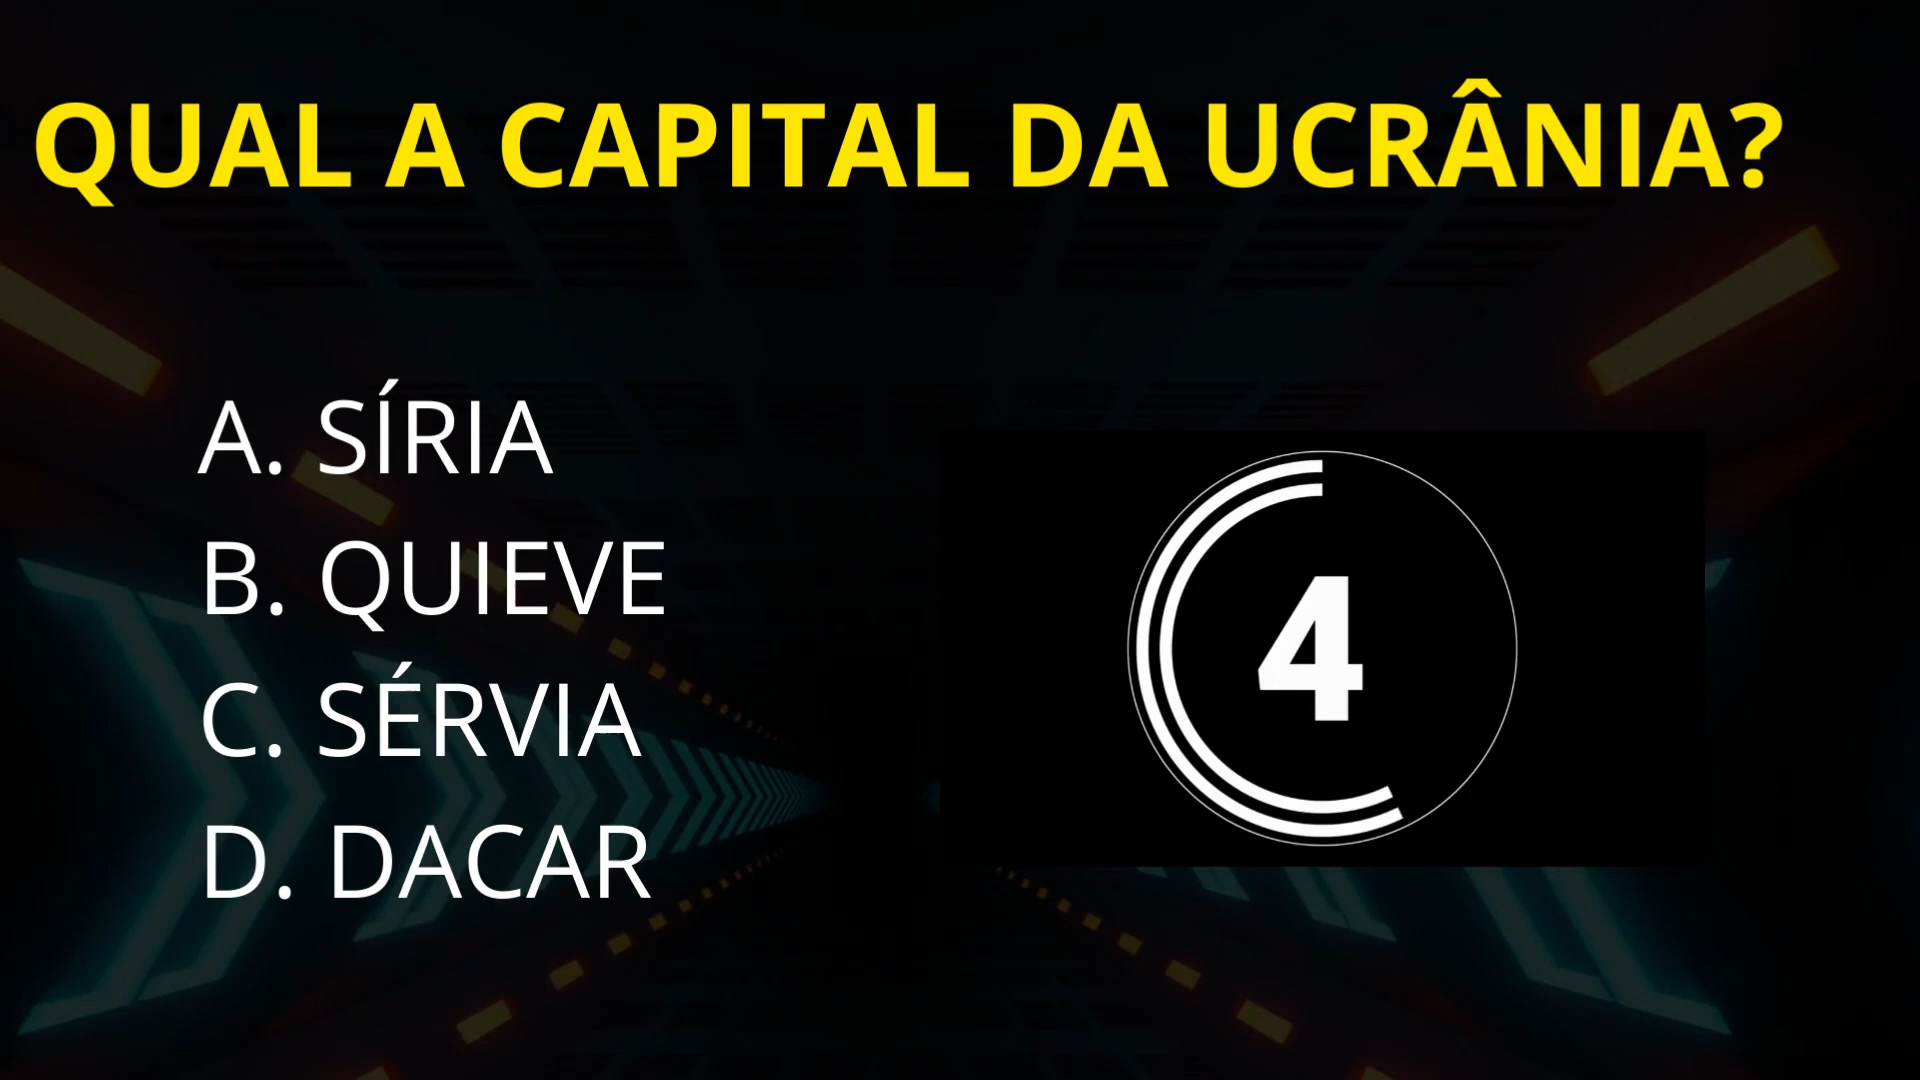 QUAL A CAPITAL DA UCRÂNIA?
A. SÍRIA
B. QUIEVE
C. SÉRVIA
D. DACAR
4